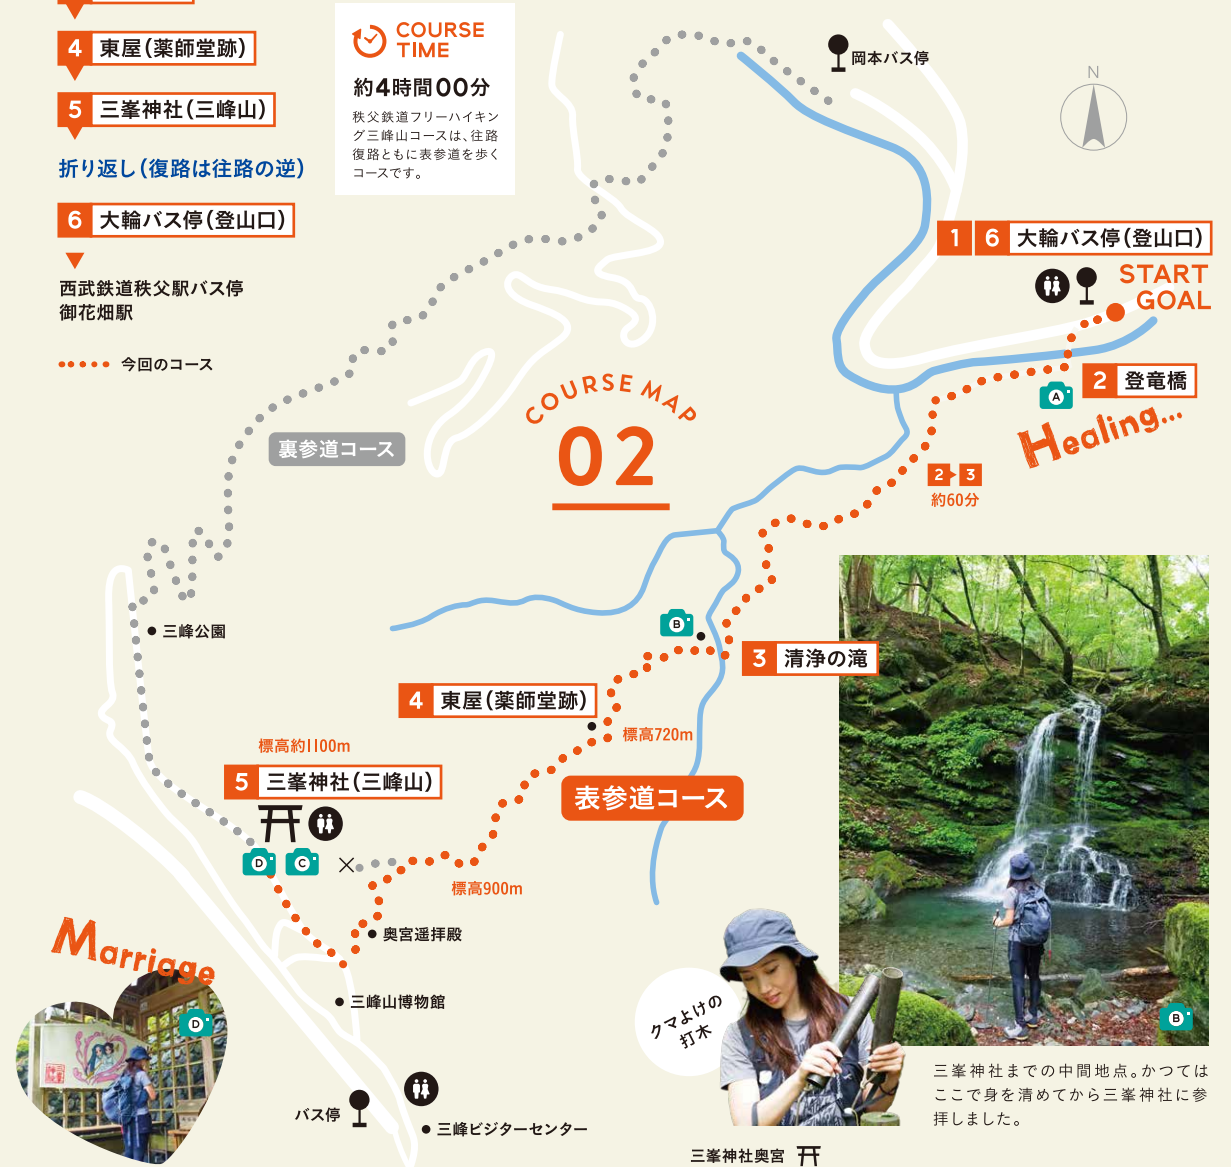 4 東屋(薬師堂跡)
5 三峯神社(三峰山)
折り返し(復路は往路の逆)
6 大輪バス停(登山口)
西武鉄道秩父駅バス停
御花畑駅
今回のコース
COURSE
TIME
約4時間00分
秩父鉄道フリーハイキン
グ三峰山コースは、往路
復路ともに表参道を歩く
コースです。
岡本バス停
N
1 6 大輪バス停(登山口)
START
GOAL
2 登竜橋
A
Healing...
COURSE MAP
02
裏参道コース
2 3
約60分
三峰公園
B
3 清浄の滝
4 東屋(薬師堂跡)
標高720m
標高約1100m
5 三峯神社(三峰山)
表参道コース
D C
標高900m
奥宮遥拝殿
Marriage
D
三峰山博物館
クマよけの
打木
B
三峯神社までの中間地点。かつては
ここで身を清めてから三峯神社に参
拝しました。
バス停
三峰ビジターセンター
三峯神社奥宮